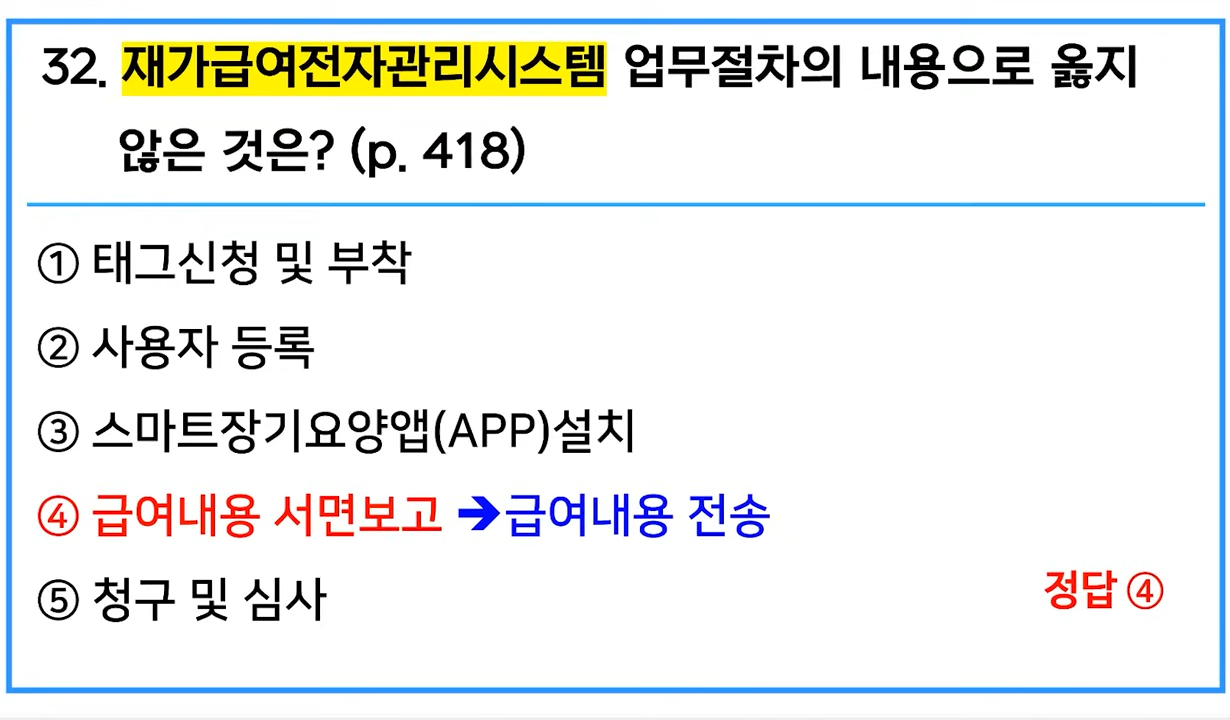 32. 재가급여전자관리시스템 업무절차의 내용으로 옳지
않은 것은? (p. 418)
① 태그신청 및 부착
② 사용자 등록
③ 스마트장기요양앱(APP)설치
④ 급여내용 서면보고 ➔급여내용 전송
⑤ 청구 및 심사
정답 ④